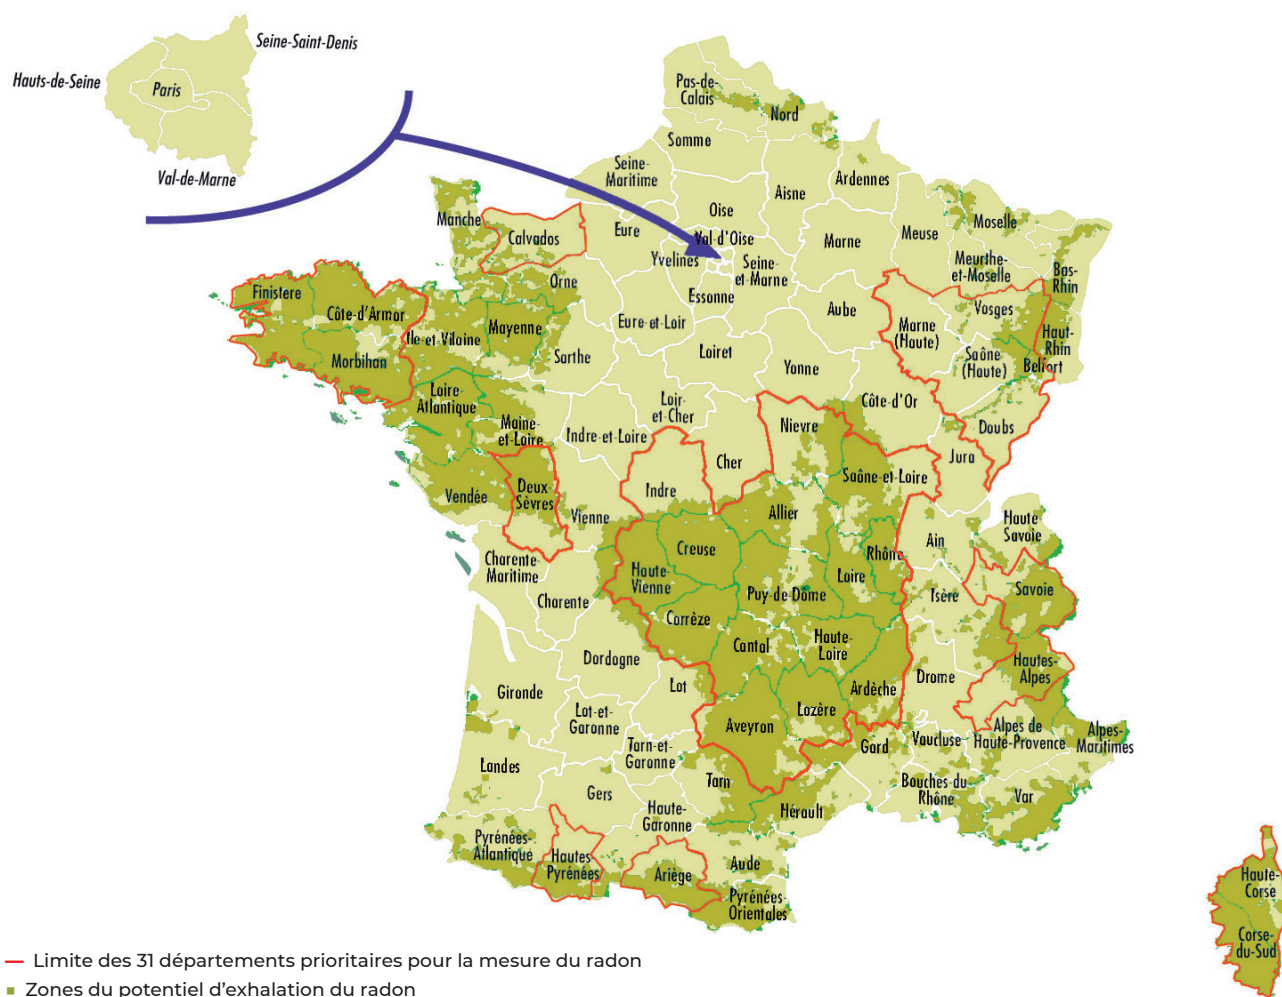 Seine-Saint-Denis
Hauts-de-Seine
Paris
Val-de-Marne
Pas-de-
Calais
Nord
Somme
Seine-
Maritime
Aisne
Ardennes
Oise
Manche
Calvados
Eure
Val-d'Oise
Marne
Meuse
Moselle
Yvelines
Seine-
et-Marne
Meurthe-
et-Moselle
Bas-
Rhin
Orne
Essonne
Finistere
Côte-d'Armor
Aube
Vosges
Mayenne
Eure-et-Loir
Marne
(Haute)
Haut-
Rhin
Ile-et-Vilaine
Morbihan
Sarthe
Loiret
Yonne
Saône
(Haute)
Belfort
Loire-
Atlantique
Loir-
et-Cher
Côte-d'Or
Maine-
et-Loire
Indre-et-Loire
Nievre
Doubs
Cher
Jura
Vendée
Deux-
Sèvres
Indre
Saône-et-Loire
Vienne
Allier
Haute
Savoie
Creuse
Ain
Charente-
Maritime
Haute-
Vienne
Rhône
Puy-de-Dôme
Loire
Isère
Savoie
Charente
Corrèze
Cantal
Haute-
Loire
Dordogne
Hautes-
Alpes
Gironde
Lot
Ardèche
Drome
Lot-et-
Garonne
Aveyron
Lozère
Alpes de
Haute-Provence
Alpes-
Maritimes
Tarn-et-
Garonne
Gard
Vaucluse
Landes
Tarn
Bouches du
Rhône
Gers
Hérault
Var
Haute-
Garonne
Pyrénées-
Atlantique
Hautes
Pyrénées
Ariège
Aude
Pyrénées-
Orientales
Haute-
Corse
Corse-
du-Sud
Limite des 31 départements prioritaires pour la mesure du radon
Zones du potentiel d'exhalation du radon